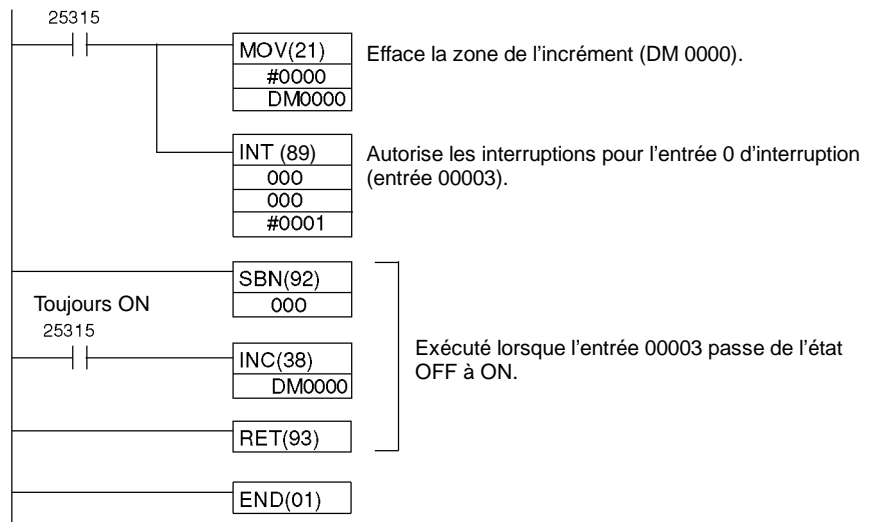 25315
MOV(21)
#0000
DM0000
Efface la zone de l'incrément (DM 0000).
INT (89)
000
000
#0001
Autorise les interruptions pour l'entrée 0 d'interruption
(entrée 00003).
SBN(92)
000
Toujours ON
25315
INC(38)
DM0000
Exécuté lorsque l'entrée 00003 passe de l'état
OFF à ON.
RET(93)
END(01)